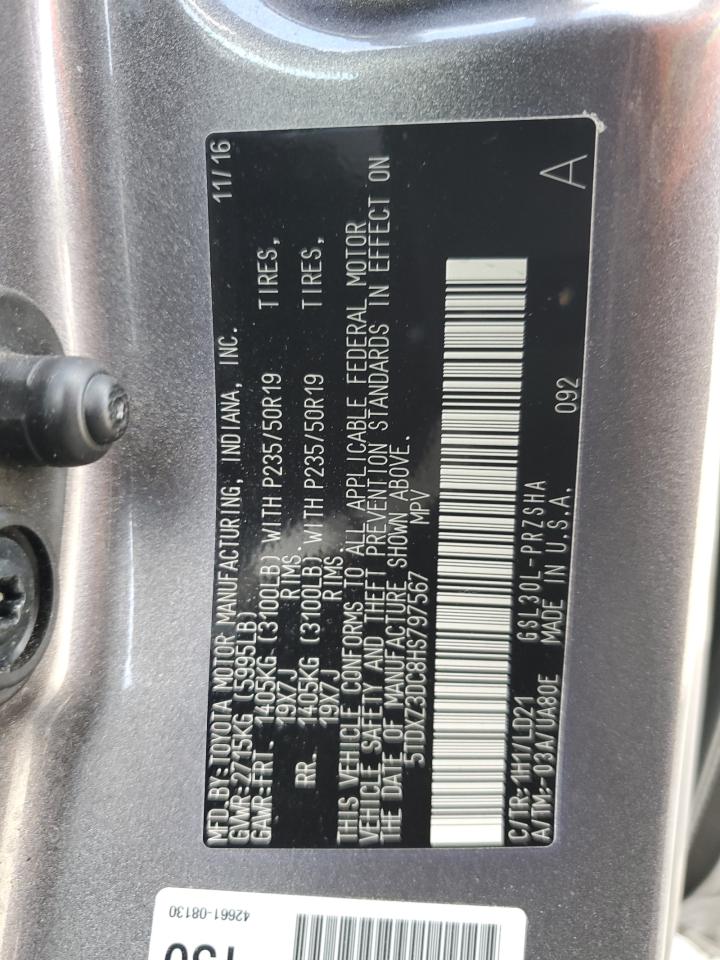 MFD.BY:TOYOTA MOTOR MANUFACTURING, INDIANA, INC. 11/16
GVWR:2715KG (5995LB)
GAWR:FRT. 1405KG (3100LB) WITH P235/50R19 TIRES,
19X7J RIMS.
RR. 1405KG (3100LB) WITH P235/50R19 TIRES,
19X7J RIMS.
THIS VEHICLE CONFORMS TO ALL APPLICABLE FEDERAL MOTOR
VEHICLE SAFETY AND THEFT PREVENTION STANDARDS IN EFFECT ON
THE DATE OF MANUFACTURE SHOWN ABOVE.
5TDXZ3DC8HS797567 MPV
C/TR:1H1/LD21 GSL30L-PRZSHA 092 A
A/TM:-03A/UA80E MADE IN U.S.A.
42661-08130